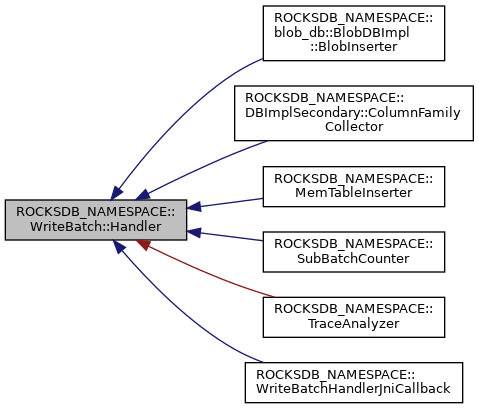 ROCKSDB_NAMESPACE::
blob_db::BlobDBImpl
::BlobInserter
ROCKSDB_NAMESPACE::
DBImplSecondary::ColumnFamily
Collector
ROCKSDB_NAMESPACE::
MemTableInserter
ROCKSDB_NAMESPACE::
WriteBatch::Handler
ROCKSDB_NAMESPACE::
SubBatchCounter
ROCKSDB_NAMESPACE::
TraceAnalyzer
ROCKSDB_NAMESPACE::
WriteBatchHandlerJniCallback